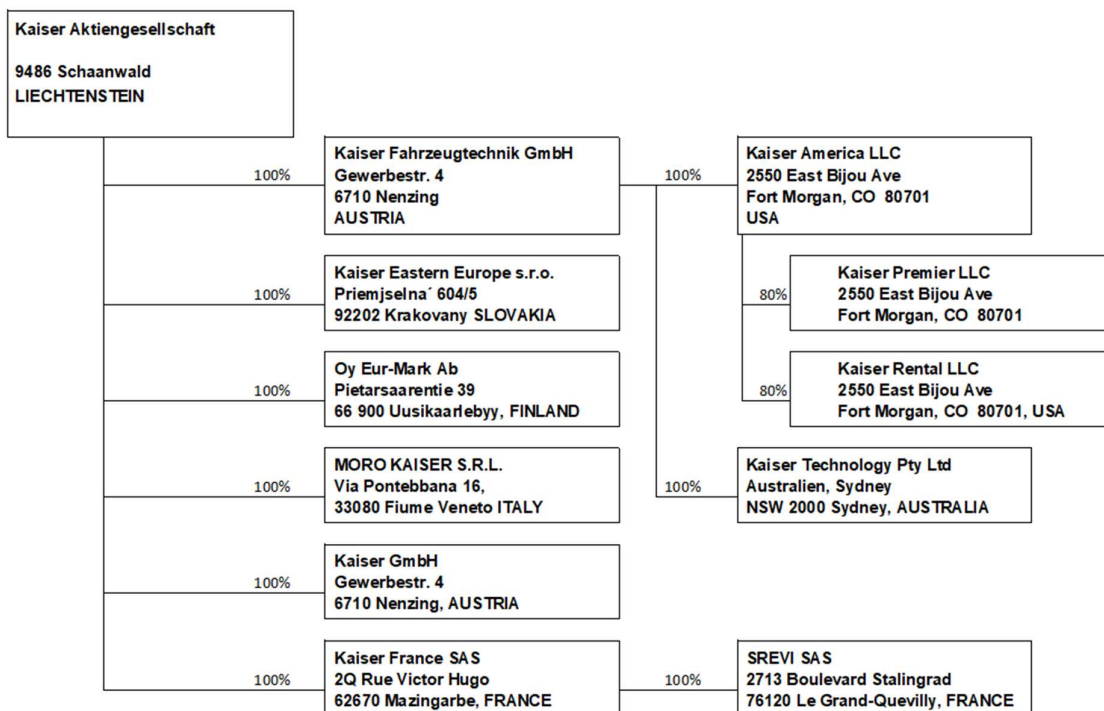 Kaiser Aktiengesellschaft
9486 Schaanwald
LIECHTENSTEIN
100%
Kaiser Fahrzeugtechnik GmbH
Gewerbestr. 4
6710 Nenzing
AUSTRIA
100%
Kaiser America LLC
2550 East Bijou Ave
Fort Morgan, CO 80701
USA
100%
Kaiser Eastern Europe s.r.o.
Priemjselna´ 604/5
92202 Krakovany SLOVAKIA
80%
Kaiser Premier LLC
2550 East Bijou Ave
Fort Morgan, CO 80701
100%
Oy Eur-Mark Ab
Pietarsaarentie 39
66 900 Uusikaarlebyy, FINLAND
80%
Kaiser Rental LLC
2550 East Bijou Ave
Fort Morgan, CO 80701, USA
100%
MORO KAISER S.R.L.
Via Pontebbana 16,
33080 Fiume Veneto ITALY
100%
Kaiser Technology Pty Ltd
Australien, Sydney
NSW 2000 Sydney, AUSTRALIA
100%
Kaiser GmbH
Gewerbestr. 4
6710 Nenzing, AUSTRIA
100%
Kaiser France SAS
2Q Rue Victor Hugo
62670 Mazingarbe, FRANCE
100%
SREVI SAS
2713 Boulevard Stalingrad
76120 Le Grand-Quevilly, FRANCE